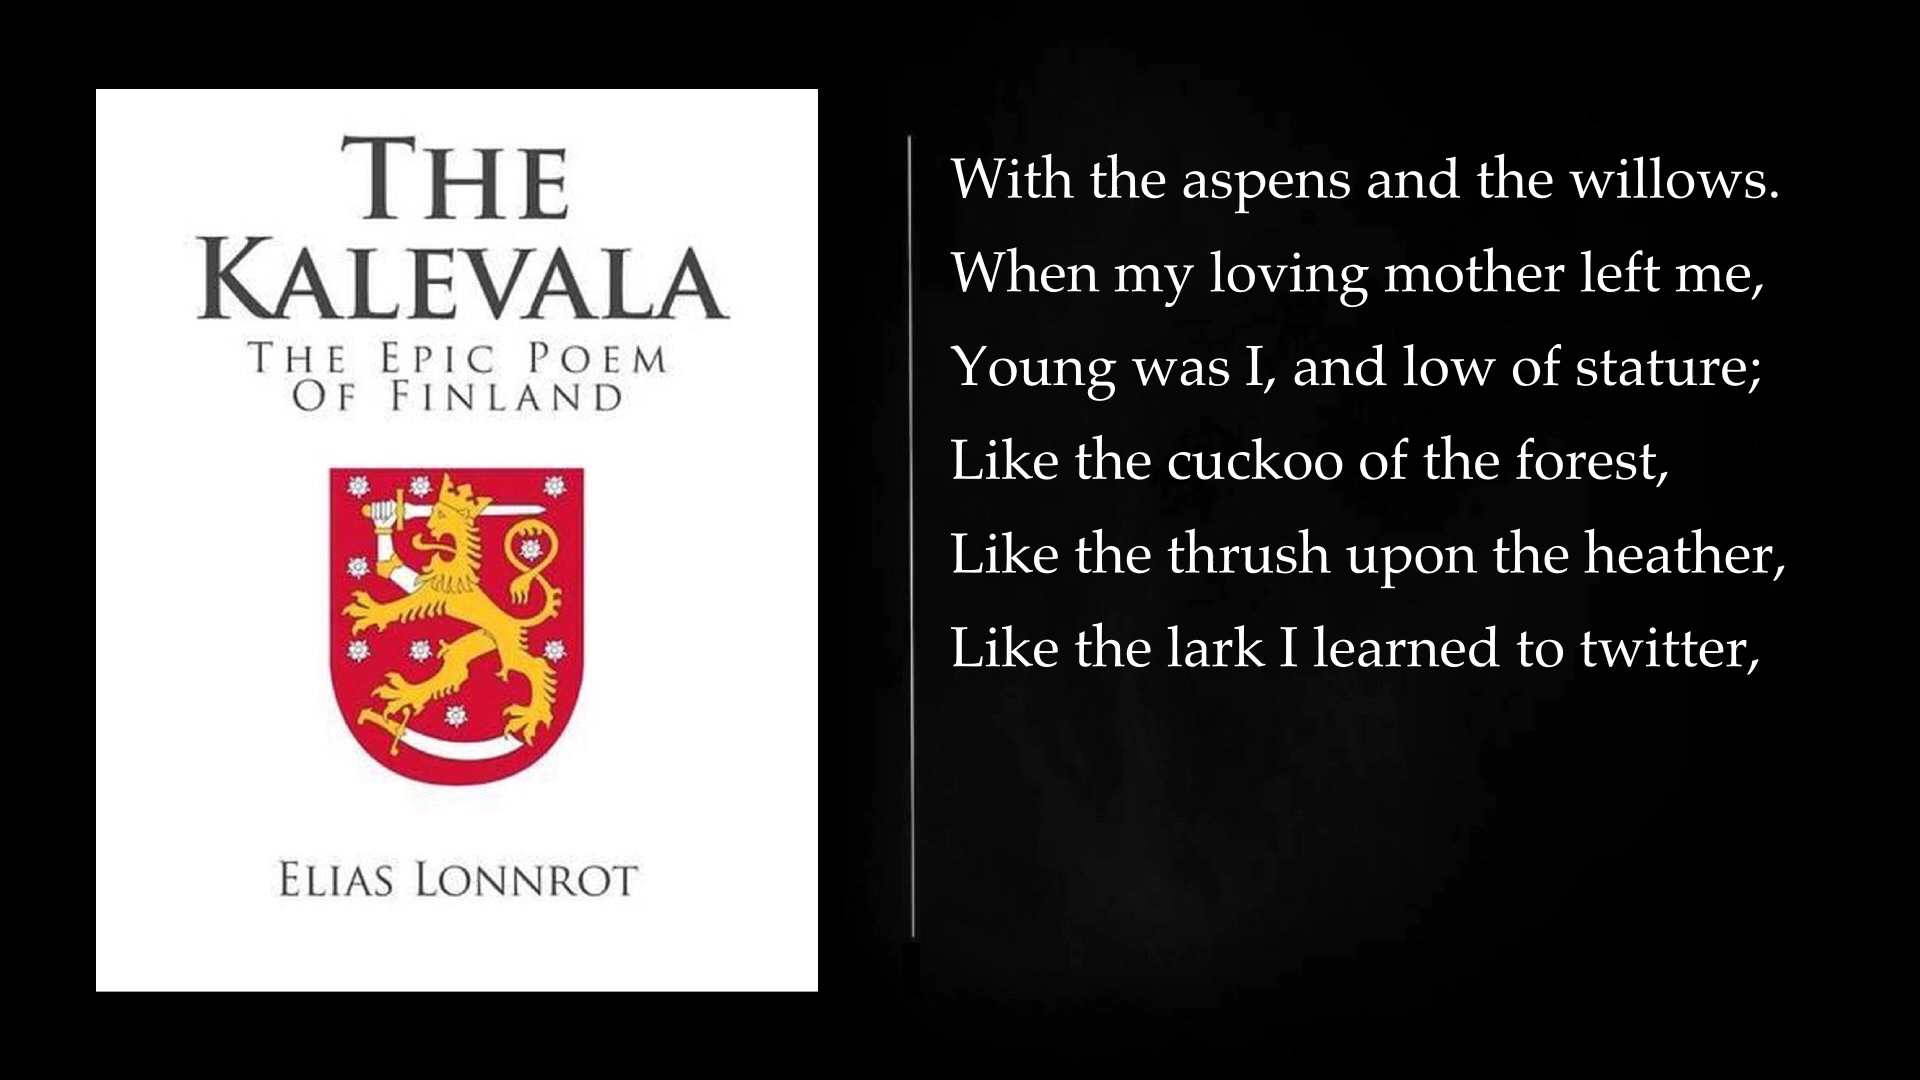 THE
KALEVALA
THE EPIC POEM
OF FINLAND
ELIAS LONNROT
With the aspens and the willows.
When my loving mother left me,
Young was I, and low of stature;
Like the cuckoo of the forest,
Like the thrush upon the heather,
Like the lark I learned to twitter,